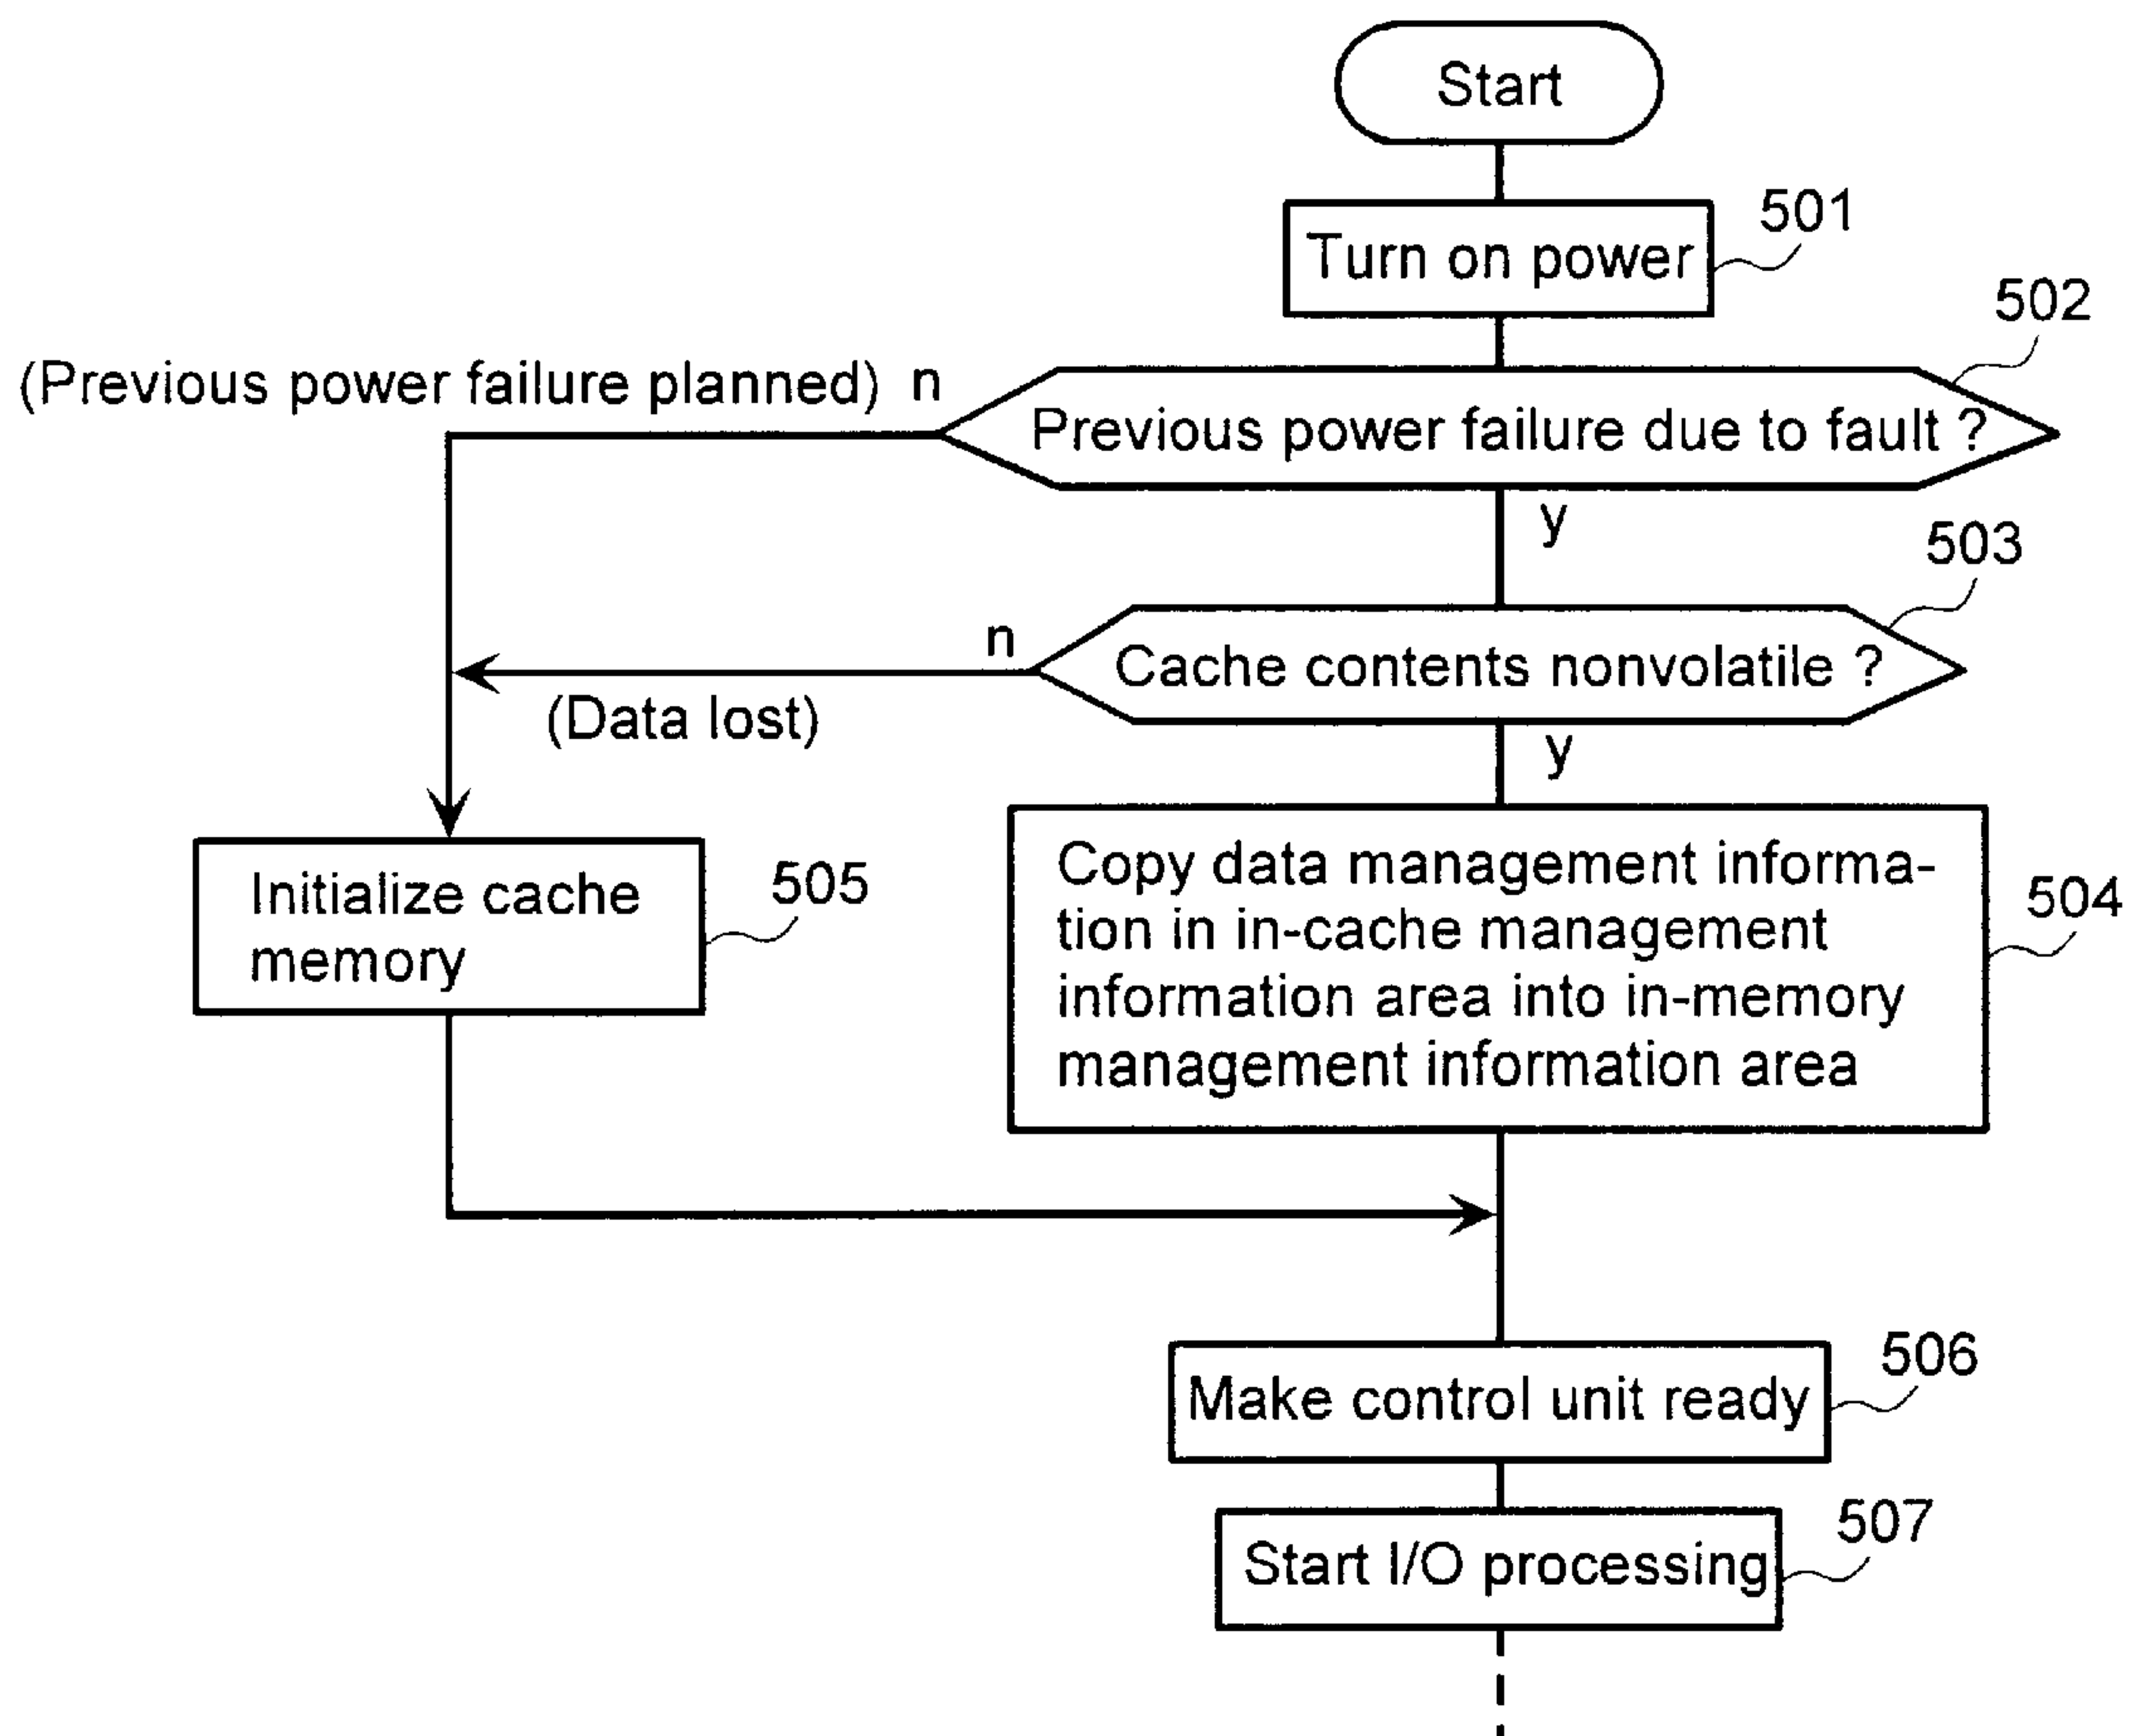 Start
501
Turn on power
502
(Previous power failure planned) n
Previous power failure due to fault ?
y
503
n
Cache contents nonvolatile ?
(Data lost)
y
Initialize cache
memory
505
Copy data management informa-
tion in in-cache management
information area into in-memory
management information area
504
506
Make control unit ready
507
Start I/O processing